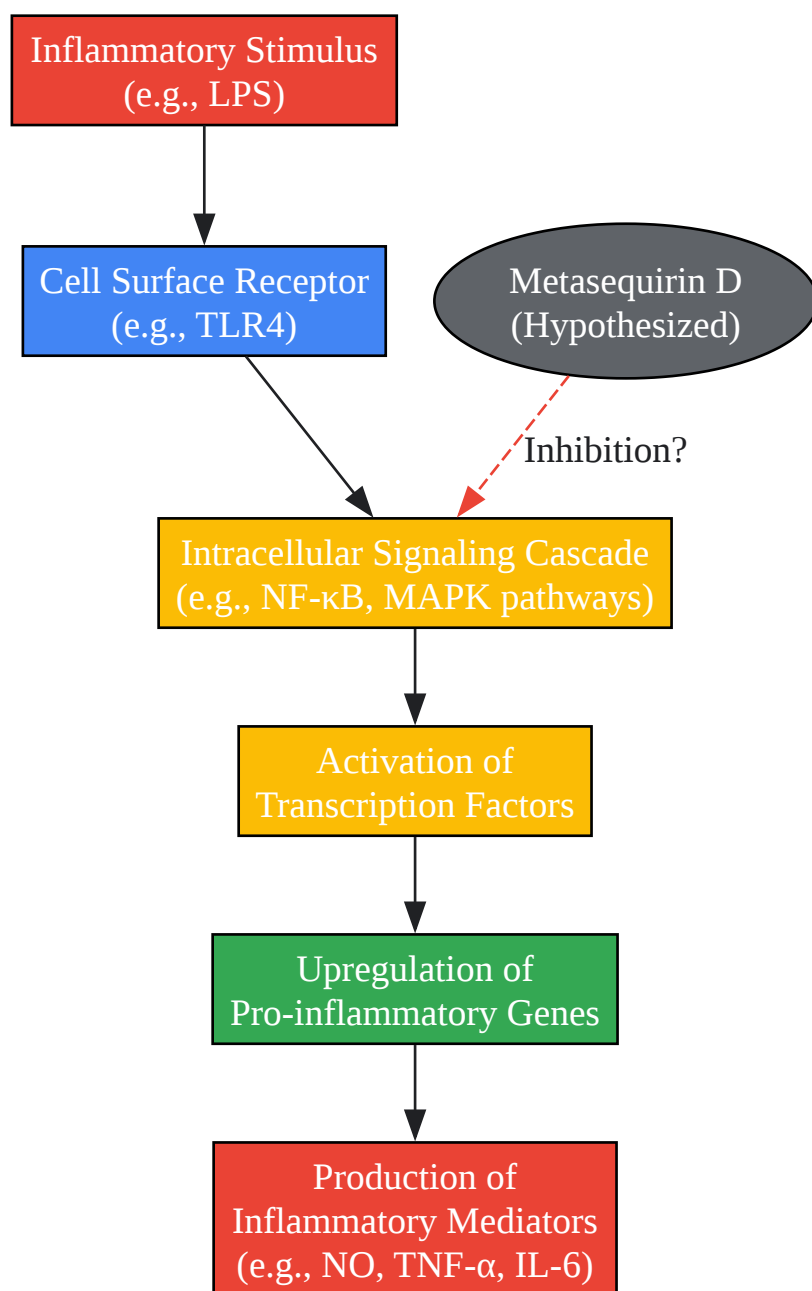 Inflammatory Stimulus
(e.g., LPS)
Cell Surface Receptor
(e.g., TLR4)
Metasequirin D
(Hypothesized)
Inhibition?
Intracellular Signaling Cascade
(e.g., NF-κB, MAPK pathways)
Activation of
Transcription Factors
Upregulation of
Pro-inflammatory Genes
Production of
Inflammatory Mediators
(e.g., NO, TNF-α, IL-6)